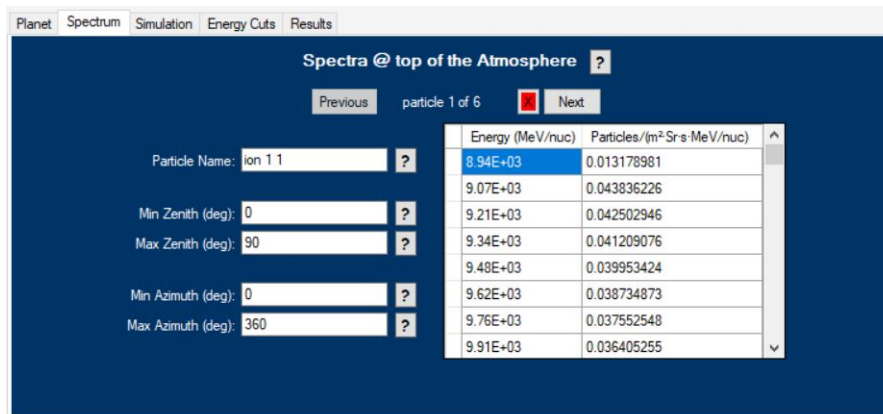 Planet Spectrum Simulation Energy Cuts Results
Spectra @ top of the Atmosphere ?
Previous particle 1 of 6 X Next
Particle Name: ion 1 1 ?
Min Zenith (deg): 0 ?
Max Zenith (deg): 90 ?
Min Azimuth (deg): 0 ?
Max Azimuth (deg): 360 ?
Energy (MeV/nuc) Particles/(m²·Sr·s·MeV/nuc)
8.94E+03 0.013178981
9.07E+03 0.043836226
9.21E+03 0.042502946
9.34E+03 0.041209076
9.48E+03 0.039953424
9.62E+03 0.038734873
9.76E+03 0.037552548
9.91E+03 0.036405255